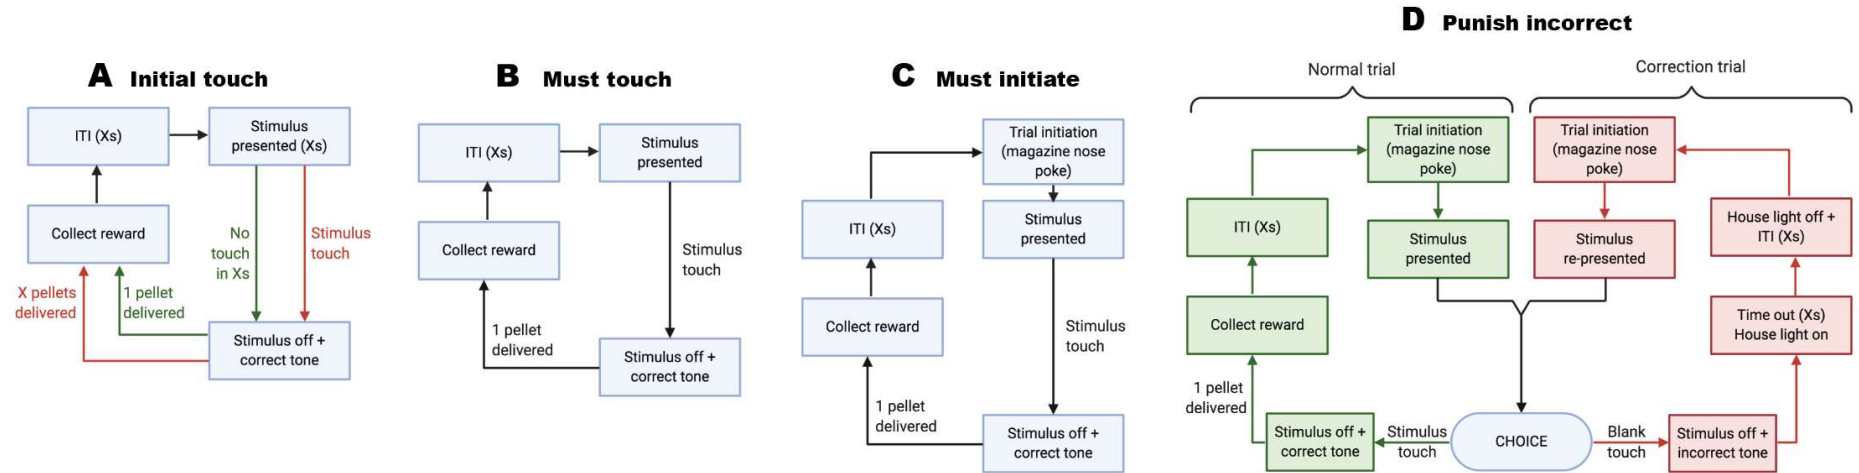 A Initial touch
ITI (Xs)
Stimulus
presented (Xs)
Collect reward
No
touch
in Xs
Stimulus
touch
X pellets
delivered
1 pellet
delivered
Stimulus off +
correct tone
B Must touch
ITI (Xs)
Stimulus
presented
Collect reward
Stimulus
touch
1 pellet
delivered
Stimulus off +
correct tone
C Must initiate
Trial initiation
(magazine nose
poke)
ITI (Xs)
Stimulus
presented
Collect reward
Stimulus
touch
1 pellet
delivered
Stimulus off +
correct tone
D Punish incorrect
Normal trial
Correction trial
Trial initiation
(magazine nose
poke)
Trial initiation
(magazine nose
poke)
ITI (Xs)
Stimulus
presented
Stimulus
re-presented
House light off +
ITI (Xs)
Collect reward
Time out (Xs)
House light on
1 pellet
delivered
Stimulus off +
correct tone
Stimulus
touch
CHOICE
Blank
touch
Stimulus off +
incorrect tone